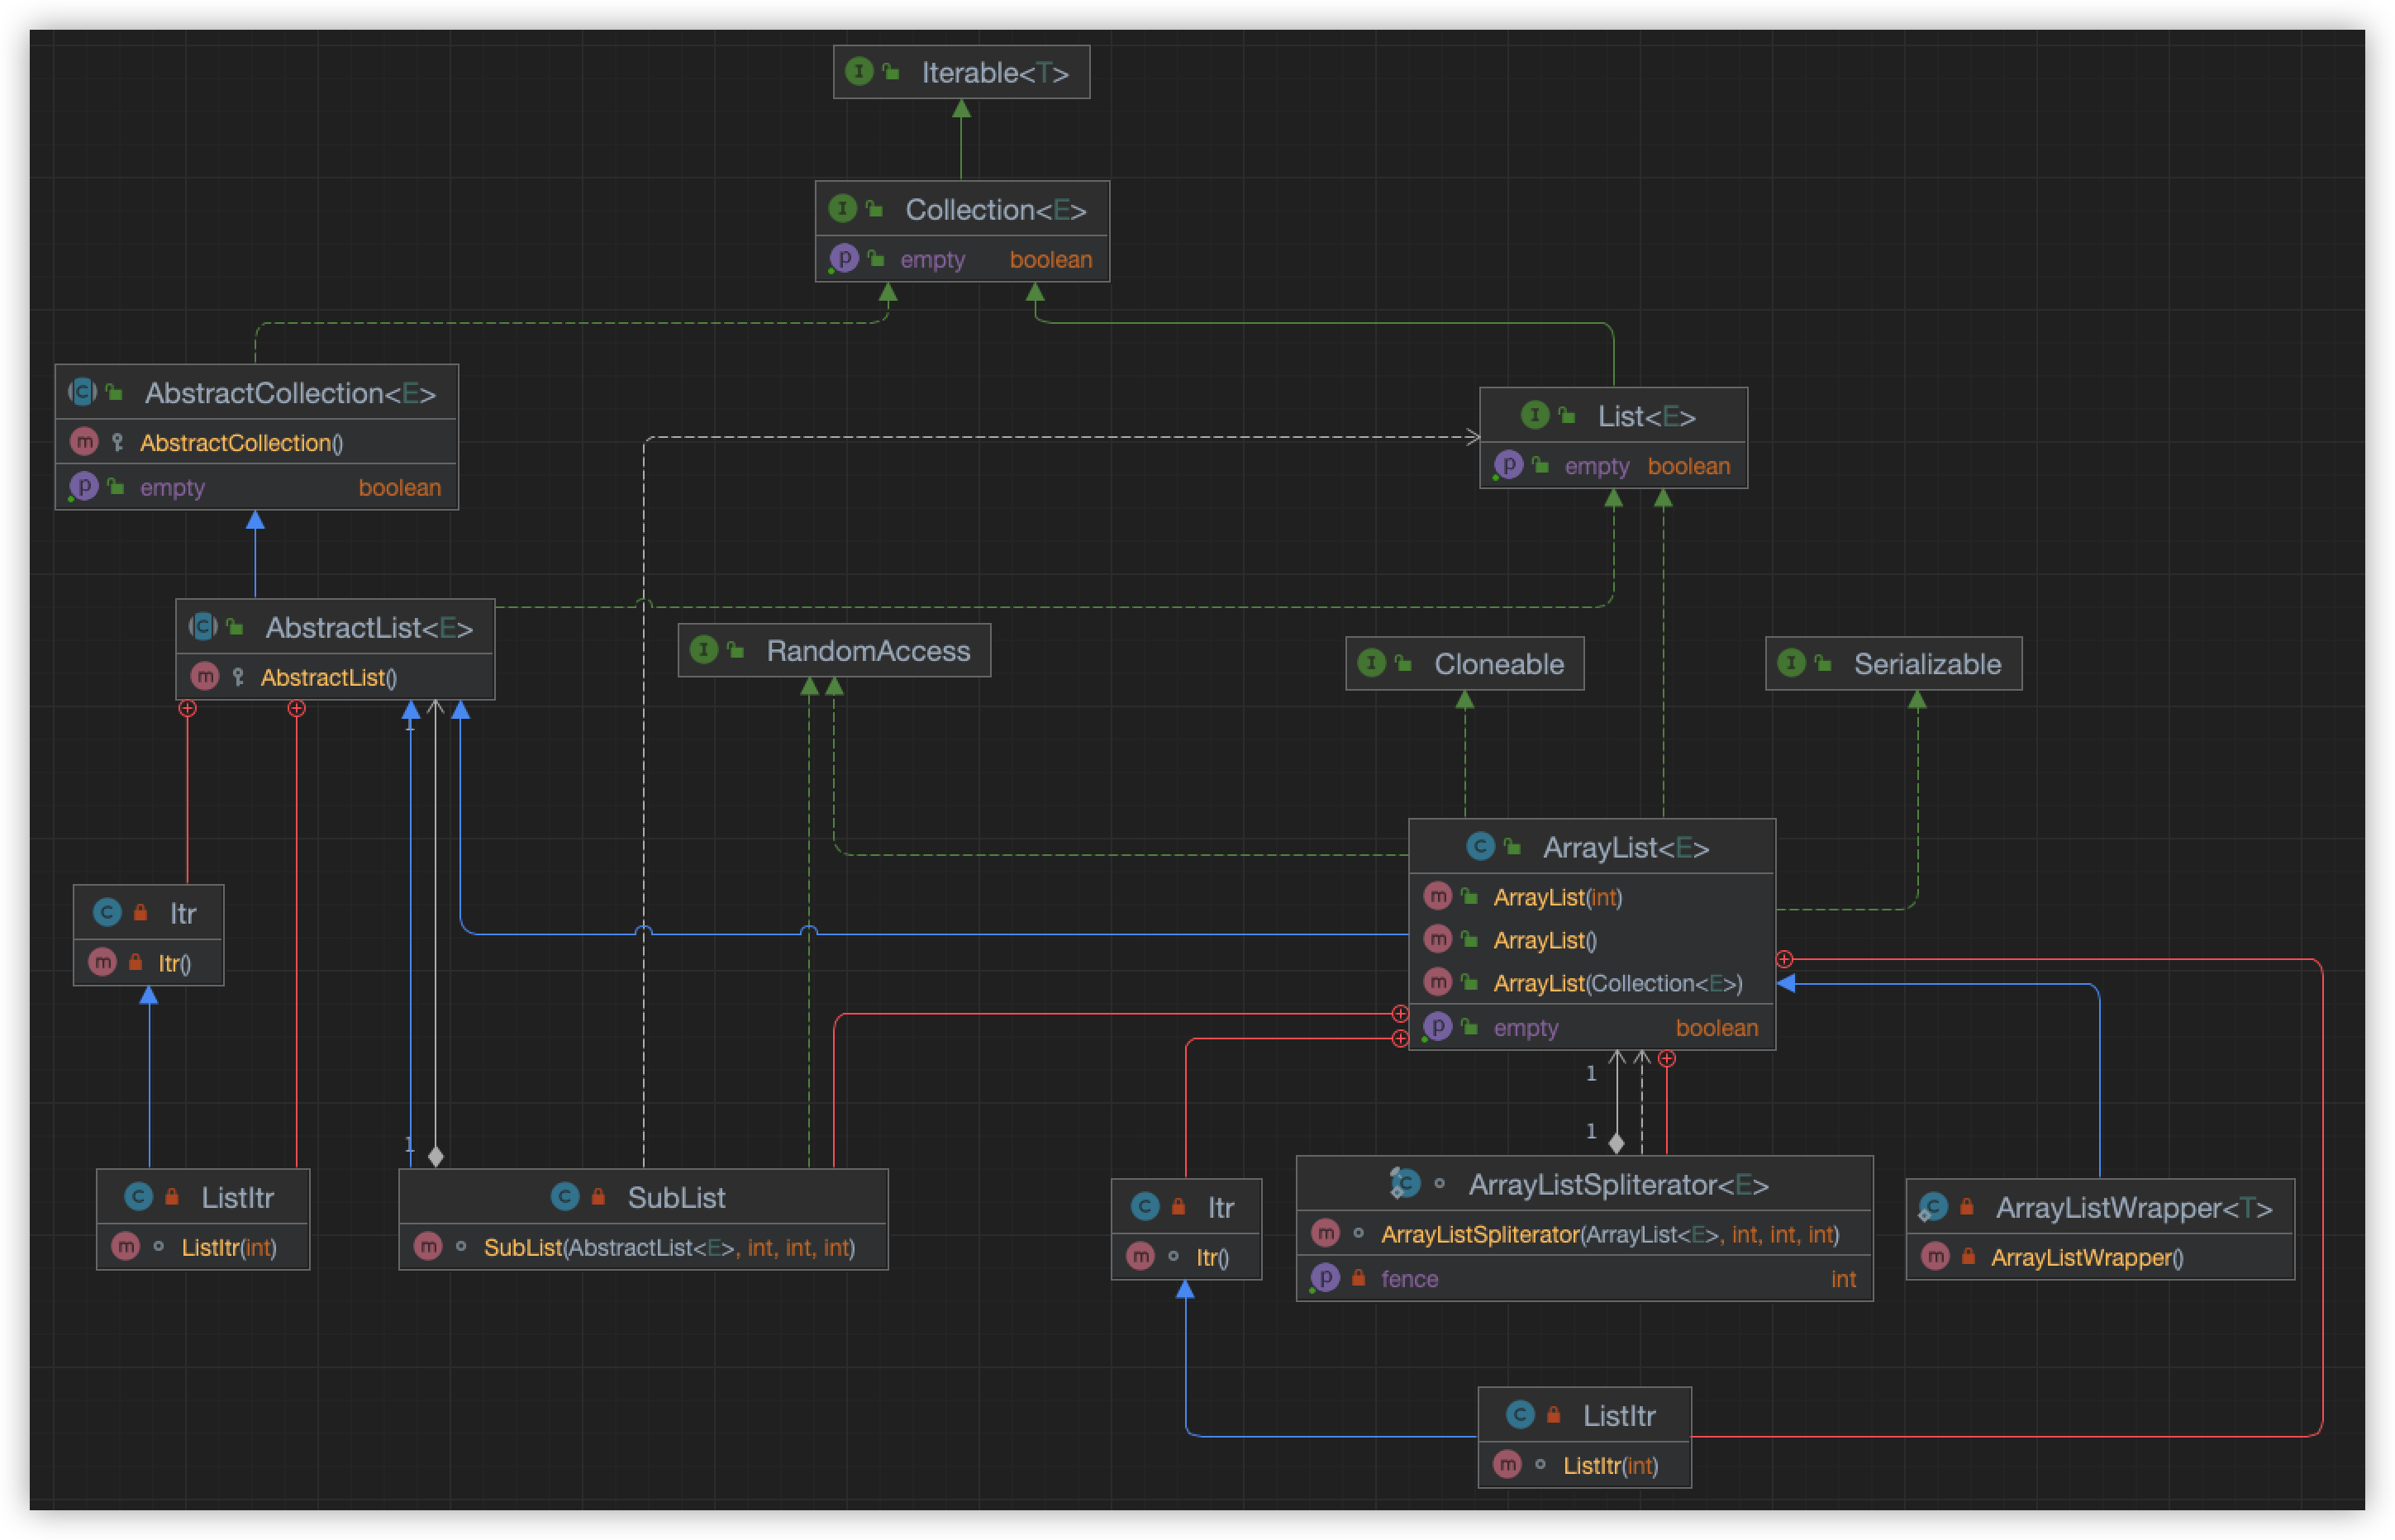 Iterable<T>
Collection<E>
empty boolean
AbstractCollection<E>
AbstractCollection()
empty boolean
List<E>
empty boolean
AbstractList<E>
AbstractList()
RandomAccess
Cloneable
Serializable
1
ArrayList<E>
ArrayList(int)
ArrayList()
ArrayList(Collection<E>)
empty boolean
Itr
Itr()
1
1
1
ListItr
ListItr(int)
SubList
SubList(AbstractList<E>, int, int, int)
Itr
Itr()
ArrayListSpliterator<E>
ArrayListSpliterator(ArrayList<E>, int, int, int)
fence int
ArrayListWrapper<T>
ArrayListWrapper()
ListItr
ListItr(int)